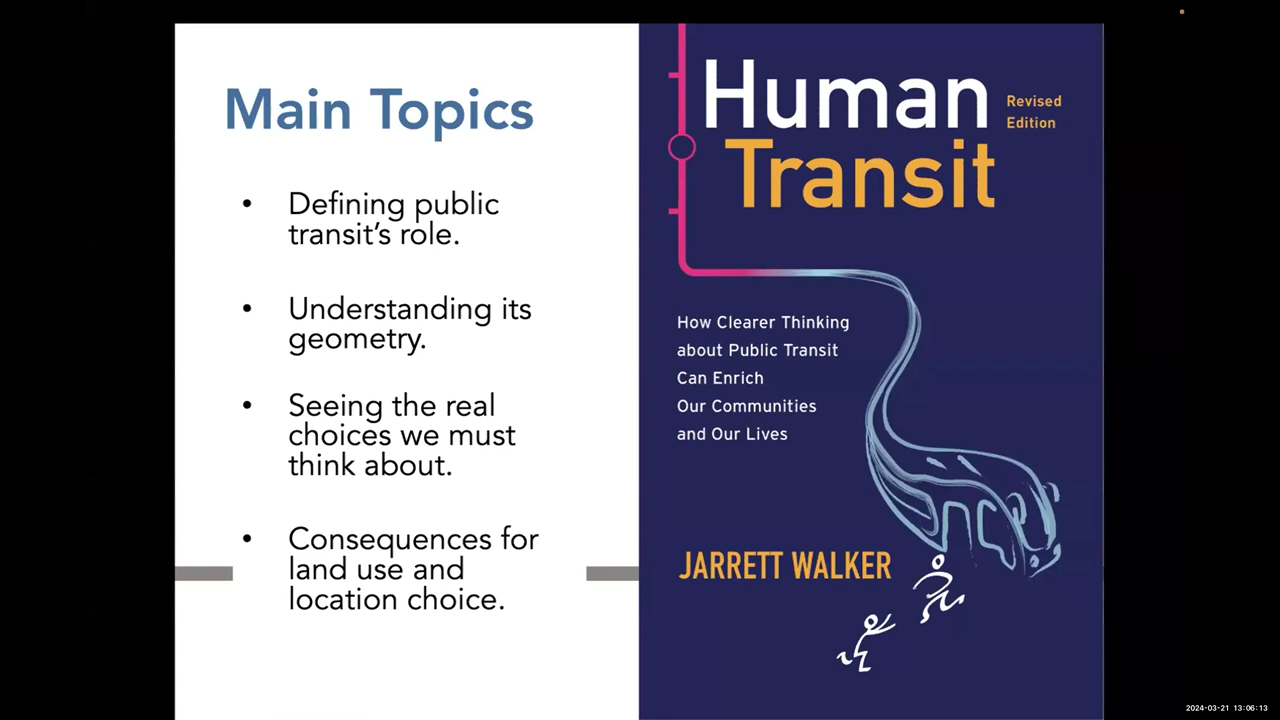 Main Topics
• Defining public
transit’s role.
• Understanding its
geometry.
• Seeing the real
choices we must
think about.
• Consequences for
land use and
location choice.
Human
Revised
Edition
Transit
How Clearer Thinking
about Public Transit
Can Enrich
Our Communities
and Our Lives
JARRETT WALKER
2024-03-21 13:06:13